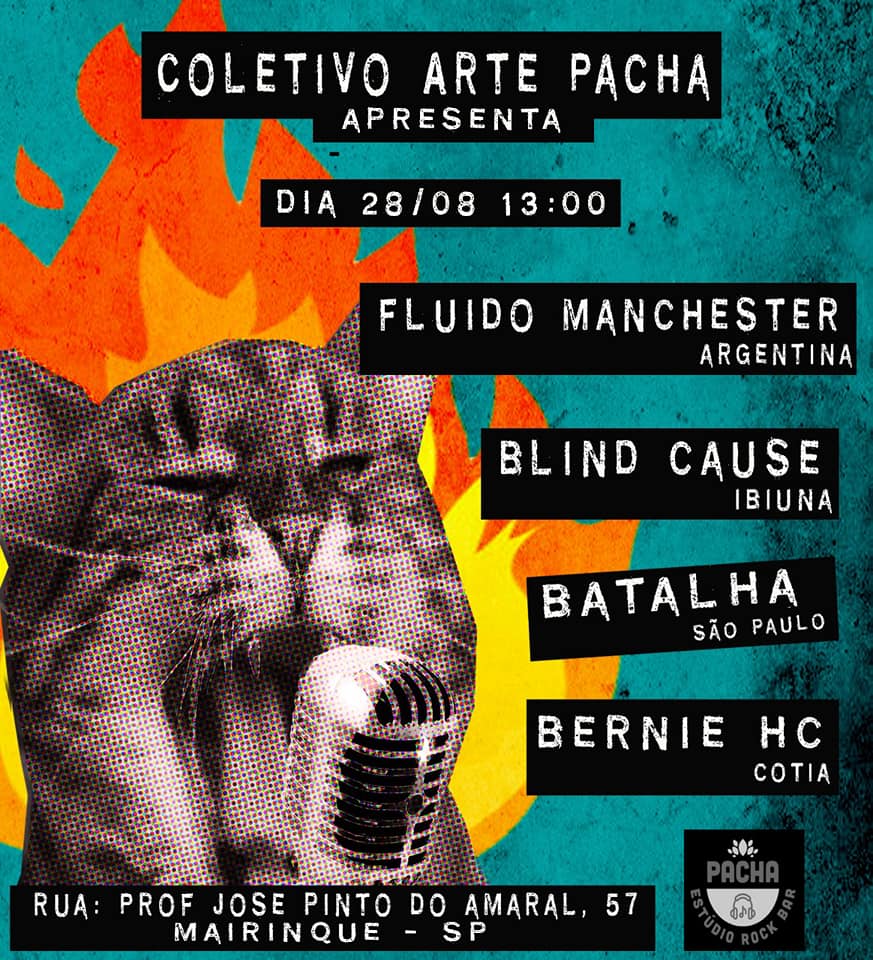 COLETIVO ARTE PACHA
APRESENTA
DIA 28/08 13:00
FLUIDO MANCHESTER
ARGENTINA
BLIND CAUSE
IBIUNA
BATALHA
SÃO PAULO
BERNIE HC
COTIA
RUA: PROF JOSE PINTO DO AMARAL, 57
MAIRINQUE - SP
PACHA
ESTÚDIO ROCK BAR